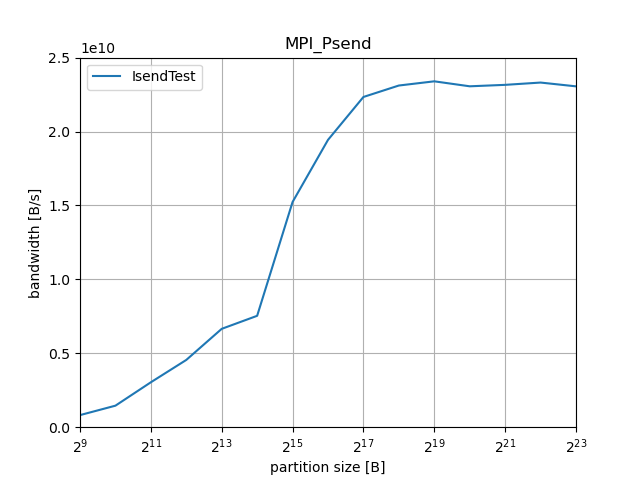 MPI_Psend
1e10
IsendTest
2.5
2.0
1.5
1.0
0.5
0.0
bandwidth [B/s]
2^9 2^11 2^13 2^15 2^17 2^19 2^21 2^23
partition size [B]